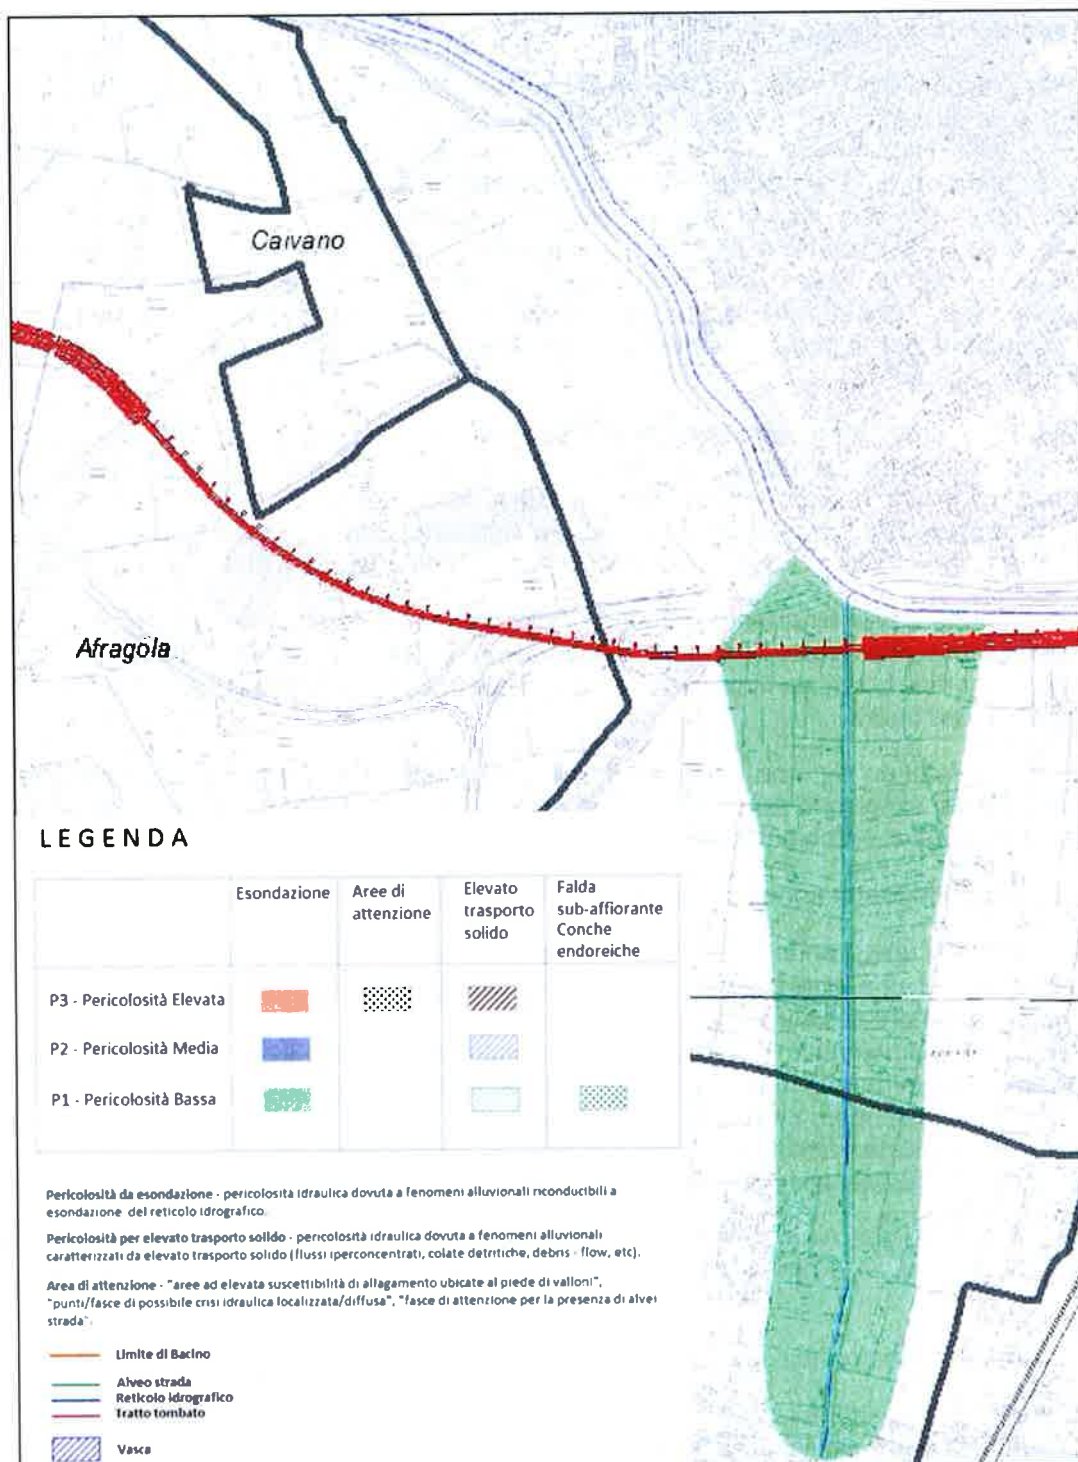 Caivano
Afragola
LEGENDA
Esondazione
Aree di
attenzione
Elevato
trasporto
solido
Falda
sub-affiorante
Conche
endoreiche
P3 - Pericolosità Elevata
P2 - Pericolosità Media
P1 - Pericolosità Bassa
Pericolosità da esondazione - pericolosità idraulica dovuta a fenomeni alluvionali riconducibili a
esondazione del reticolo idrografico.
Pericolosità per elevato trasporto solido - pericolosità idraulica dovuta a fenomeni alluvionali
caratterizzati da elevato trasporto solido (flussi iperconcentrati, colate detritiche, debris - flow, etc).
Area di attenzione - "aree ad elevata suscettibilità di allagamento ubicate al piede di valloni",
"punti/fasce di possibile crisi idraulica localizzata/diffusa", "fasce di attenzione per la presenza di alvei
strada".
Limite di Bacino
Alveo strada
Reticolo idrografico
Tratto tombato
Vasca